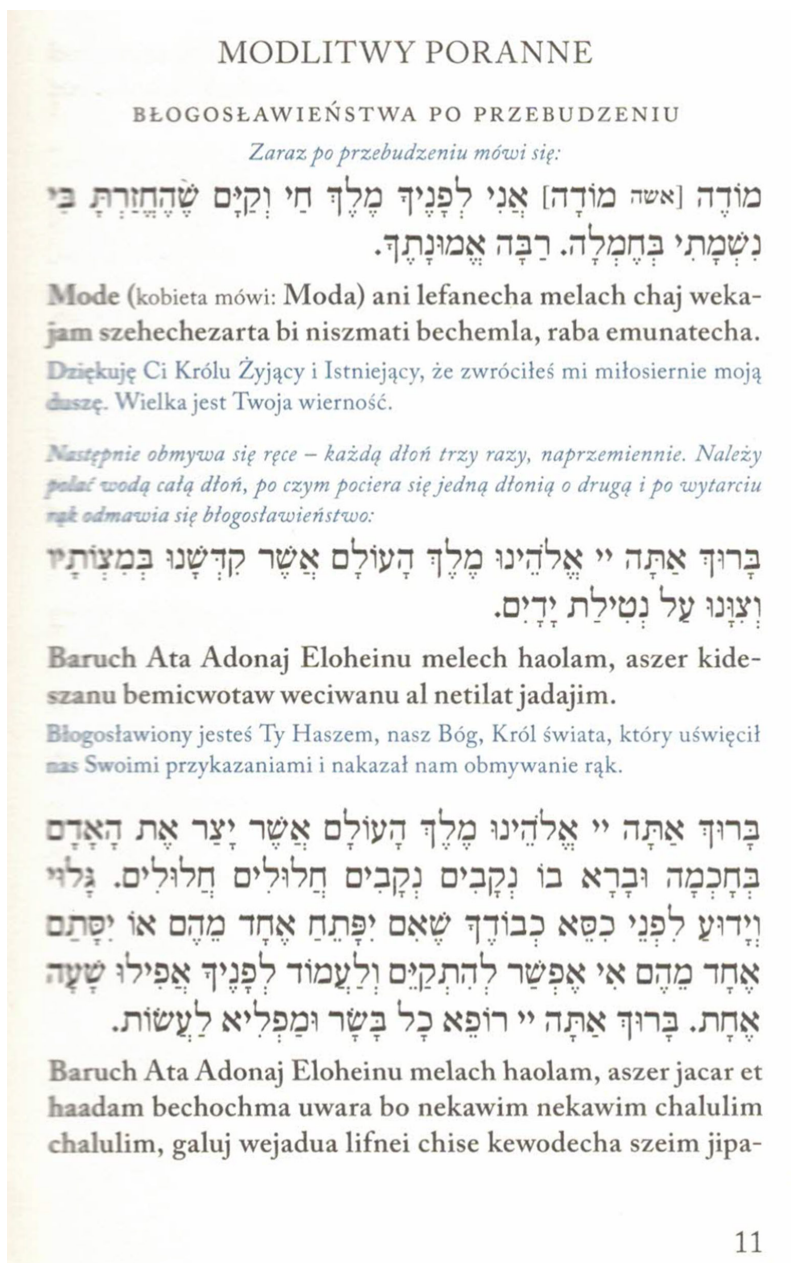 MODLITWY PORANNE
BŁOGOSŁAWIEŃSTWA PO PRZEBUDZENIU
Zaraz po przebudzeniu mówi się:
מוֹדֶה [אשה מוֹדָה] אֲנִי לְפָנֶיךָ מֶלֶךְ חַי וְקַיָּם שֶׁהֶחֱזַרְתָּ בִּי
נִשְׁמָתִי בְּחֶמְלָה. רַבָּה אֱמוּנָתֶךָ.
Mode (kobieta mówi: Moda) ani lefanecha melach chaj weka-
jam szehechezarta bi niszmati bechemla, raba emunatecha.
Dziękuję Ci Królu Żyjący i Istniejący, że zwróciłeś mi miłosiernie moją
duszę. Wielka jest Twoja wierność.
Następnie obmywa się ręce – każdą dłoń trzy razy, naprzemiennie. Należy
polać wodą całą dłoń, po czym pociera się jedną dłonią o drugą i po wytarciu
rąk odmawia się błogosławieństwo:
בָּרוּךְ אַתָּה יי אֱלֹהֵינוּ מֶלֶךְ הָעוֹלָם אֲשֶׁר קִדְּשָׁנוּ בְּמִצְוֹתָיו
וְצִוָּנוּ עַל נְטִילַת יָדָיִם.
Baruch Ata Adonaj Eloheinu melech haolam, aszer kide-
szanu bemicwotaw weciwanu al netilat jadajim.
Błogosławiony jesteś Ty Haszem, nasz Bóg, Król świata, który uświęcił
nas Swoimi przykazaniami i nakazał nam obmywanie rąk.
בָּרוּךְ אַתָּה יי אֱלֹהֵינוּ מֶלֶךְ הָעוֹלָם אֲשֶׁר יָצַר אֶת הָאָדָם
בְּחָכְמָה וּבָרָא בוֹ נְקָבִים נְקָבִים חֲלוּלִים חֲלוּלִים. גָּלוּי
וְיָדוּעַ לִפְנֵי כִסֵּא כְבוֹדֶךָ שֶׁאִם יִפָּתֵחַ אֶחָד מֵהֶם אוֹ יִסָּתֵם
אֶחָד מֵהֶם אִי אֶפְשַׁר לְהִתְקַיֵּם וְלַעֲמוֹד לְפָנֶיךָ אֲפִילוּ שָׁעָה
אֶחָת. בָּרוּךְ אַתָּה יי רוֹפֵא כָל בָּשָׂר וּמַפְלִיא לַעֲשׂוֹת.
Baruch Ata Adonaj Eloheinu melach haolam, aszer jacar et
haadam bechochma uwara bo nekawim nekawim chalulim
chalulim, galuj wejadua lifnei chise kewodecha szeim jipa-
11